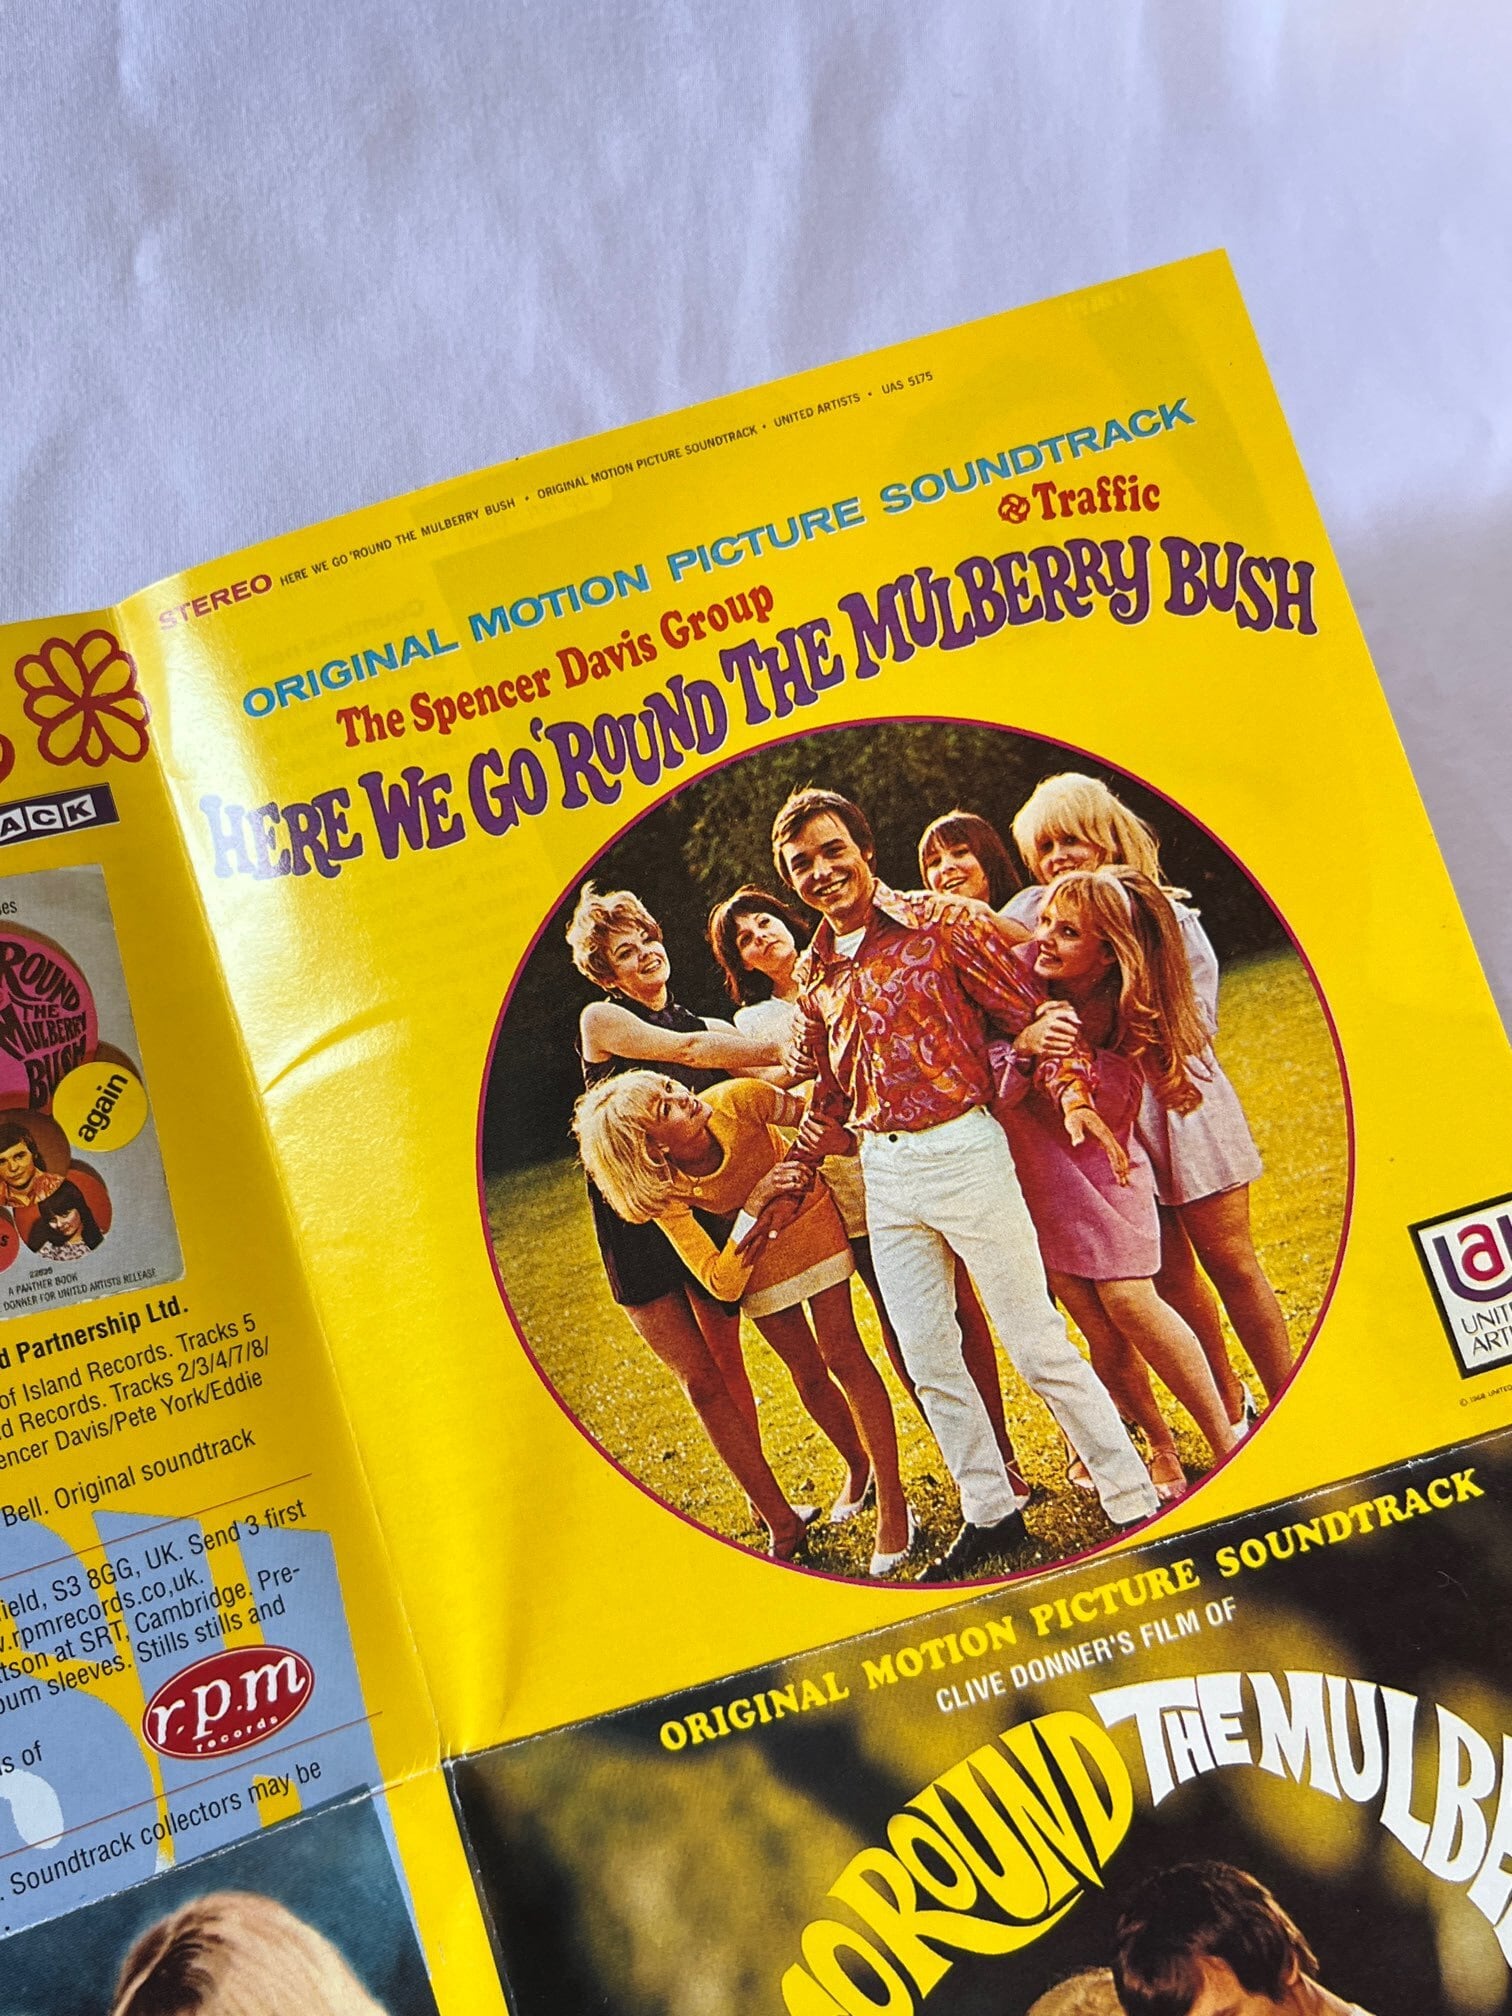 STEREO HERE WE GO 'ROUND THE MULBERRY BUSH • ORIGINAL MOTION PICTURE SOUNDTRACK • UNITED ARTISTS • UAS 5175
ORIGINAL MOTION PICTURE SOUNDTRACK
The Spencer Davis Group
Traffic
HERE WE GO 'ROUND THE MULBERRY BUSH
ua
UNIT
ART
ACK
ROUND
THE
MULBERRY
BUSH
again
A PANTHER BOOK
DONNER FOR UNITED ARTISTS RELEASE
d Partnership Ltd.
of Island Records. Tracks 5
d Records. Tracks 2/3/4/7/8/
encer Davis/Pete York/Eddie
Bell. Original soundtrack
ield, S3 8GG, UK. Send 3 first
.rpmrecords.co,uk.
tson at SRT, Cambridge. Pre-
bum sleeves. Stills stills and
r.p.m
records
s of
. Soundtrack collectors may be
ORIGINAL MOTION PICTURE SOUNDTRACK
CLIVE DONNER'S FILM OF
GO ROUND THE MULBE